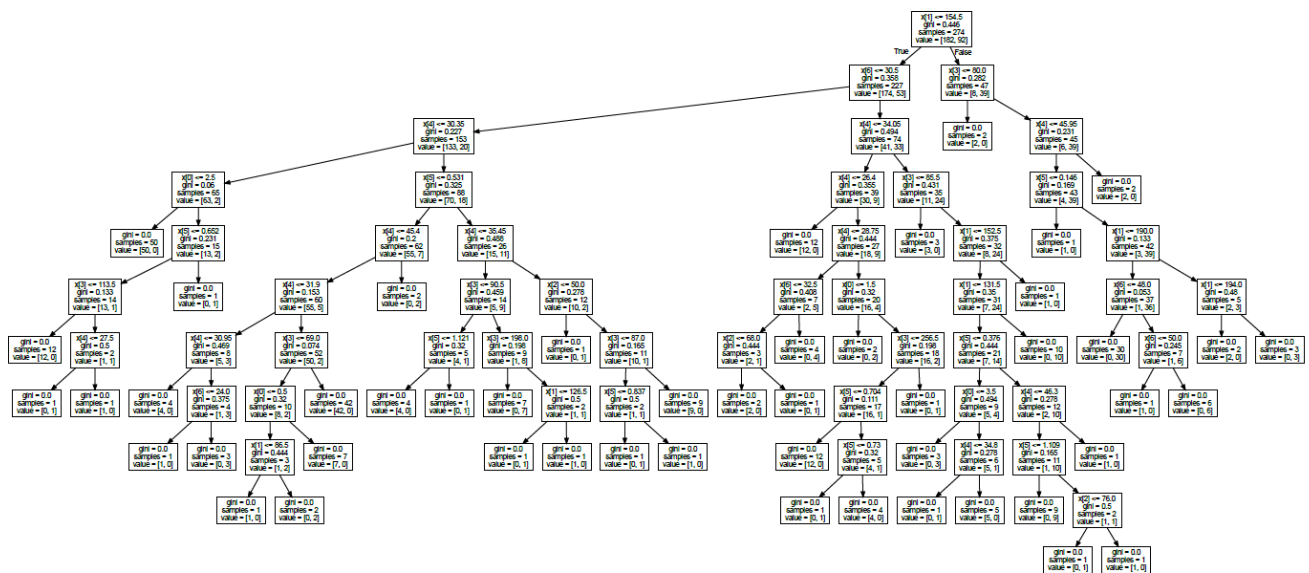 x[1] <= 154.5
gini = 0.446
samples = 274
value = [182, 92]
True
False
x[6] <= 30.5
gini = 0.358
samples = 227
value = [174, 53]
x[3] <= 80.0
gini = 0.282
samples = 47
value = [8, 39]
x[4] <= 30.35
gini = 0.227
samples = 153
value = [133, 20]
x[4] <= 34.05
gini = 0.494
samples = 74
value = [41, 33]
gini = 0.0
samples = 2
value = [2, 0]
x[4] <= 45.95
gini = 0.231
samples = 45
value = [6, 39]
x[0] <= 2.5
gini = 0.06
samples = 65
value = [63, 2]
x[5] <= 0.531
gini = 0.325
samples = 88
value = [70, 18]
x[4] <= 26.4
gini = 0.355
samples = 39
value = [30, 9]
x[3] <= 85.5
gini = 0.431
samples = 35
value = [11, 24]
x[5] <= 0.146
gini = 0.169
samples = 43
value = [4, 39]
gini = 0.0
samples = 2
value = [2, 0]
gini = 0.0
samples = 50
value = [50, 0]
x[5] <= 0.652
gini = 0.231
samples = 15
value = [13, 2]
x[4] <= 45.4
gini = 0.2
samples = 62
value = [55, 7]
x[4] <= 35.45
gini = 0.488
samples = 26
value = [15, 11]
gini = 0.0
samples = 12
value = [12, 0]
x[4] <= 28.75
gini = 0.444
samples = 27
value = [18, 9]
gini = 0.0
samples = 3
value = [3, 0]
x[1] <= 152.5
gini = 0.375
samples = 32
value = [8, 24]
gini = 0.0
samples = 1
value = [1, 0]
x[1] <= 190.0
gini = 0.133
samples = 42
value = [3, 39]
x[3] <= 113.5
gini = 0.133
samples = 14
value = [13, 1]
gini = 0.0
samples = 1
value = [0, 1]
x[4] <= 31.9
gini = 0.153
samples = 60
value = [55, 5]
gini = 0.0
samples = 2
value = [0, 2]
x[3] <= 90.5
gini = 0.459
samples = 14
value = [5, 9]
x[2] <= 50.0
gini = 0.278
samples = 12
value = [10, 2]
x[6] <= 32.5
gini = 0.408
samples = 7
value = [2, 5]
x[0] <= 1.5
gini = 0.32
samples = 20
value = [16, 4]
x[1] <= 131.5
gini = 0.35
samples = 31
value = [7, 24]
gini = 0.0
samples = 1
value = [1, 0]
x[6] <= 48.0
gini = 0.053
samples = 37
value = [1, 36]
x[1] <= 194.0
gini = 0.48
samples = 5
value = [2, 3]
gini = 0.0
samples = 12
value = [12, 0]
x[4] <= 27.5
gini = 0.5
samples = 2
value = [1, 1]
x[4] <= 30.95
gini = 0.469
samples = 8
value = [5, 3]
x[3] <= 69.0
gini = 0.074
samples = 52
value = [50, 2]
x[5] <= 1.121
gini = 0.32
samples = 5
value = [4, 1]
x[3] <= 198.0
gini = 0.198
samples = 9
value = [1, 8]
gini = 0.0
samples = 1
value = [0, 1]
x[3] <= 87.0
gini = 0.165
samples = 11
value = [10, 1]
x[2] <= 68.0
gini = 0.444
samples = 3
value = [2, 1]
gini = 0.0
samples = 4
value = [0, 4]
gini = 0.0
samples = 2
value = [0, 2]
x[3] <= 256.5
gini = 0.198
samples = 18
value = [16, 2]
x[5] <= 0.376
gini = 0.444
samples = 21
value = [7, 14]
gini = 0.0
samples = 10
value = [0, 10]
gini = 0.0
samples = 30
value = [0, 30]
x[6] <= 50.0
gini = 0.245
samples = 7
value = [1, 6]
gini = 0.0
samples = 2
value = [2, 0]
gini = 0.0
samples = 3
value = [0, 3]
gini = 0.0
samples = 1
value = [0, 1]
gini = 0.0
samples = 1
value = [1, 0]
gini = 0.0
samples = 4
value = [4, 0]
x[6] <= 24.0
gini = 0.375
samples = 4
value = [1, 3]
x[0] <= 0.5
gini = 0.32
samples = 10
value = [8, 2]
gini = 0.0
samples = 42
value = [42, 0]
gini = 0.0
samples = 4
value = [4, 0]
gini = 0.0
samples = 1
value = [0, 1]
gini = 0.0
samples = 7
value = [0, 7]
x[1] <= 126.5
gini = 0.5
samples = 2
value = [1, 1]
x[5] <= 0.837
gini = 0.5
samples = 2
value = [1, 1]
gini = 0.0
samples = 9
value = [9, 0]
gini = 0.0
samples = 2
value = [2, 0]
gini = 0.0
samples = 1
value = [0, 1]
x[5] <= 0.704
gini = 0.111
samples = 17
value = [16, 1]
gini = 0.0
samples = 1
value = [0, 1]
x[0] <= 3.5
gini = 0.494
samples = 9
value = [5, 4]
x[4] <= 46.3
gini = 0.278
samples = 12
value = [2, 10]
gini = 0.0
samples = 1
value = [1, 0]
gini = 0.0
samples = 6
value = [0, 6]
gini = 0.0
samples = 1
value = [1, 0]
gini = 0.0
samples = 3
value = [0, 3]
x[1] <= 86.5
gini = 0.444
samples = 3
value = [1, 2]
gini = 0.0
samples = 7
value = [7, 0]
gini = 0.0
samples = 1
value = [0, 1]
gini = 0.0
samples = 1
value = [1, 0]
gini = 0.0
samples = 1
value = [0, 1]
gini = 0.0
samples = 1
value = [1, 0]
gini = 0.0
samples = 12
value = [12, 0]
x[5] <= 0.73
gini = 0.32
samples = 5
value = [4, 1]
gini = 0.0
samples = 3
value = [0, 3]
x[4] <= 34.8
gini = 0.278
samples = 6
value = [5, 1]
x[5] <= 1.109
gini = 0.165
samples = 11
value = [1, 10]
gini = 0.0
samples = 1
value = [1, 0]
gini = 0.0
samples = 1
value = [1, 0]
gini = 0.0
samples = 2
value = [0, 2]
gini = 0.0
samples = 1
value = [0, 1]
gini = 0.0
samples = 4
value = [4, 0]
gini = 0.0
samples = 1
value = [0, 1]
gini = 0.0
samples = 5
value = [5, 0]
gini = 0.0
samples = 9
value = [0, 9]
x[2] <= 76.0
gini = 0.5
samples = 2
value = [1, 1]
gini = 0.0
samples = 1
value = [0, 1]
gini = 0.0
samples = 1
value = [1, 0]